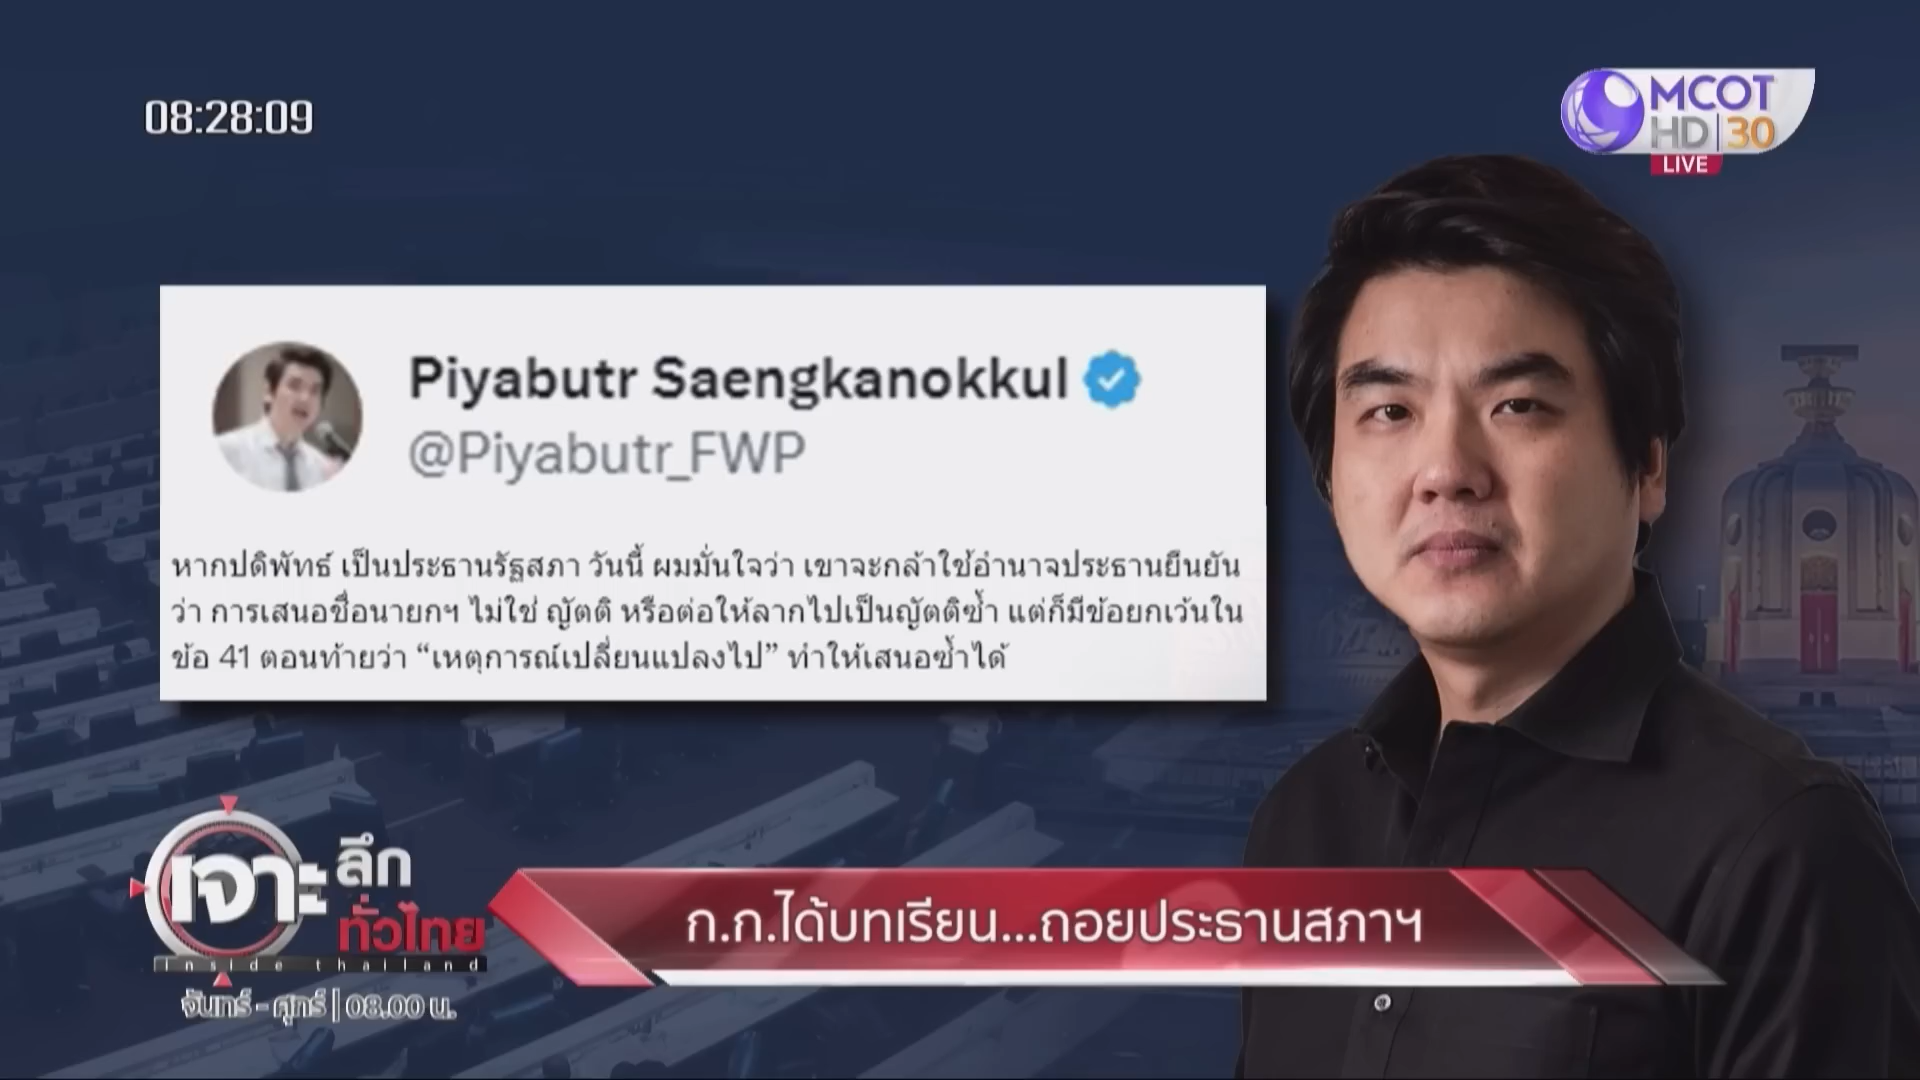 08:28:09
MCOT
HD 30
LIVE
Piyabutr Saengkanokkul
@Piyabutr_FWP
หากปดิพัทธ์ เป็นประธานรัฐสภา วันนี้ ผมมั่นใจว่า เขาจะกล้าใช้อำนาจประธานยืนยัน
ว่า การเสนอชื่อนายกฯ ไม่ใช่ ญัตติ หรือต่อให้ลากไปเป็นญัตติซ้ำ แต่ก็มีข้อยกเว้นใน
ข้อ 41 ตอนท้ายว่า “เหตุการณ์เปลี่ยนแปลงไป” ทำให้เสนอซ้ำได้
เจาะลึก
ทั่วไทย
inside thailand
จันทร์ - ศุกร์ | 08.00 น.
ก.ก.ได้บทเรียน...ถอยประธานสภาฯ